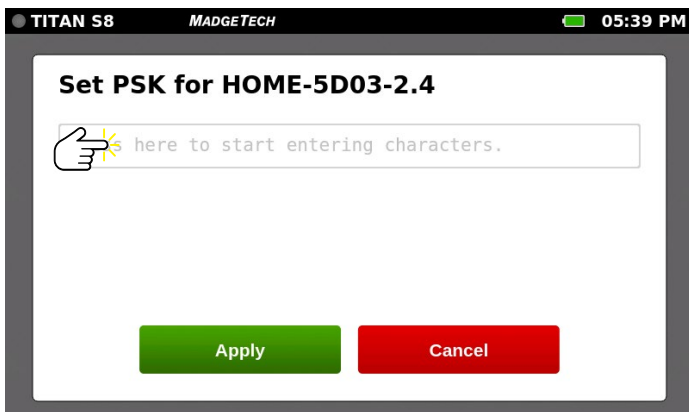 TITAN S8 MADGETECH 05:39 PM
Set PSK for HOME-5D03-2.4
here to start entering characters.
Apply Cancel